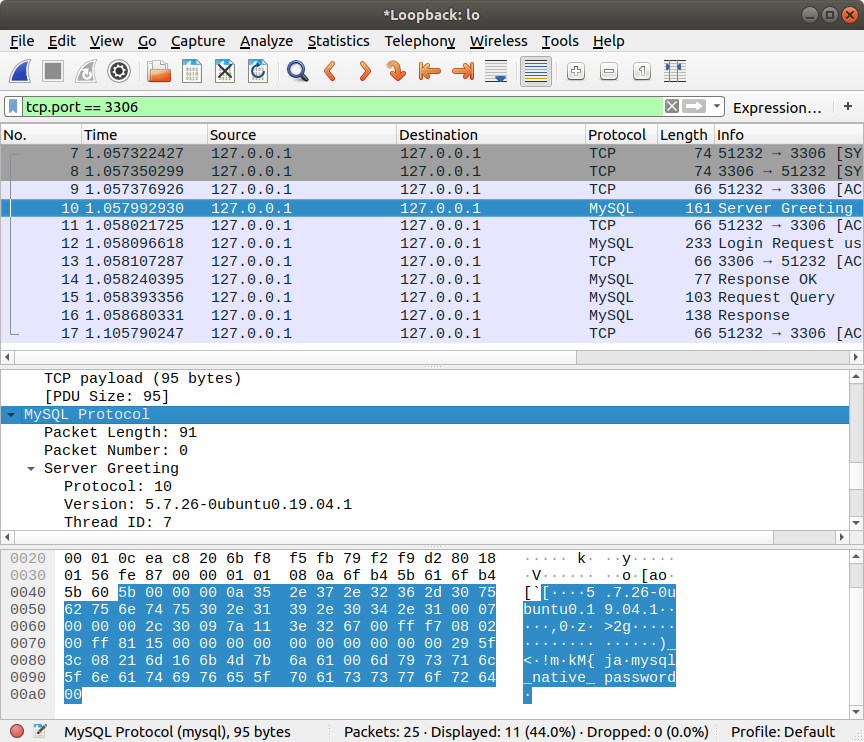 *Loopback: lo
File Edit View Go Capture Analyze Statistics Telephony Wireless Tools Help
tcp.port == 3306 Expression… +
No. Time Source Destination Protocol Length Info
7 1.057322427 127.0.0.1 127.0.0.1 TCP 74 51232 → 3306 [SY
8 1.057350299 127.0.0.1 127.0.0.1 TCP 74 3306 → 51232 [SY
9 1.057376926 127.0.0.1 127.0.0.1 TCP 66 51232 → 3306 [AC
10 1.057992930 127.0.0.1 127.0.0.1 MySQL 161 Server Greeting
11 1.058021725 127.0.0.1 127.0.0.1 TCP 66 51232 → 3306 [AC
12 1.058096618 127.0.0.1 127.0.0.1 MySQL 233 Login Request us
13 1.058107287 127.0.0.1 127.0.0.1 TCP 66 3306 → 51232 [AC
14 1.058240395 127.0.0.1 127.0.0.1 MySQL 77 Response OK
15 1.058393356 127.0.0.1 127.0.0.1 MySQL 103 Request Query
16 1.058680331 127.0.0.1 127.0.0.1 MySQL 138 Response
17 1.105790247 127.0.0.1 127.0.0.1 TCP 66 51232 → 3306 [AC
TCP payload (95 bytes)
[PDU Size: 95]
MySQL Protocol
Packet Length: 91
Packet Number: 0
Server Greeting
Protocol: 10
Version: 5.7.26-0ubuntu0.19.04.1
Thread ID: 7
0020 00 01 0c ea c8 20 6b f8 f5 fb 79 f2 f9 d2 80 18 ····· k· ··y·····
0030 01 56 fe 87 00 00 01 01 08 0a 6f b4 5b 61 6f b4 ·V······ ··o·[ao·
0040 5b 60 5b 00 00 00 0a 35 2e 37 2e 32 36 2d 30 75 [`[····5 .7.26-0u
0050 62 75 6e 74 75 30 2e 31 39 2e 30 34 2e 31 00 07 buntu0.1 9.04.1··
0060 00 00 00 2c 30 09 7a 11 3e 32 67 00 ff f7 08 02 ···,0·z· >2g·····
0070 00 ff 81 15 00 00 00 00 00 00 00 00 00 00 29 5f ········ ······)_
0080 3c 08 21 6d 16 6b 4d 7b 6a 61 00 6d 79 73 71 6c <·!m·kM{ ja·mysql
0090 5f 6e 61 74 69 76 65 5f 70 61 73 73 77 6f 72 64 _native_ password
00a0 00 ·
MySQL Protocol (mysql), 95 bytes Packets: 25 · Displayed: 11 (44.0%) · Dropped: 0 (0.0%) Profile: Default